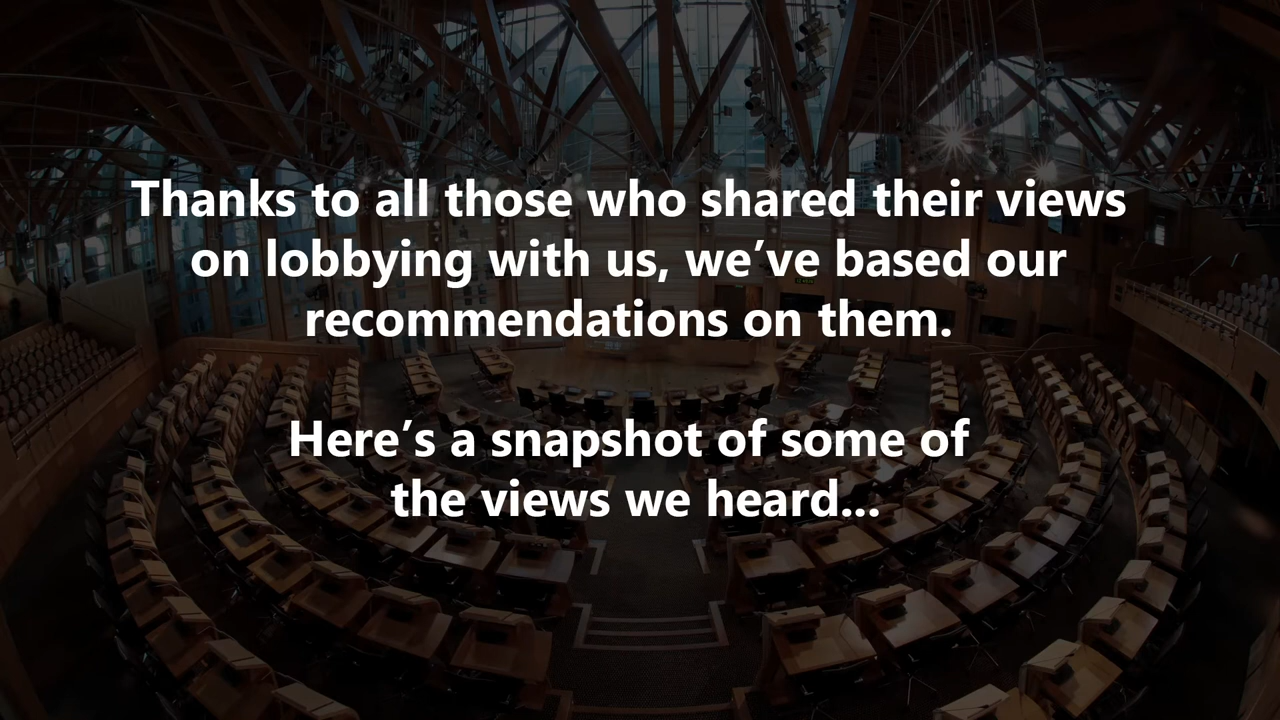 Thanks to all those who shared their views
on lobbying with us, we’ve based our
recommendations on them.
Here’s a snapshot of some of
the views we heard...